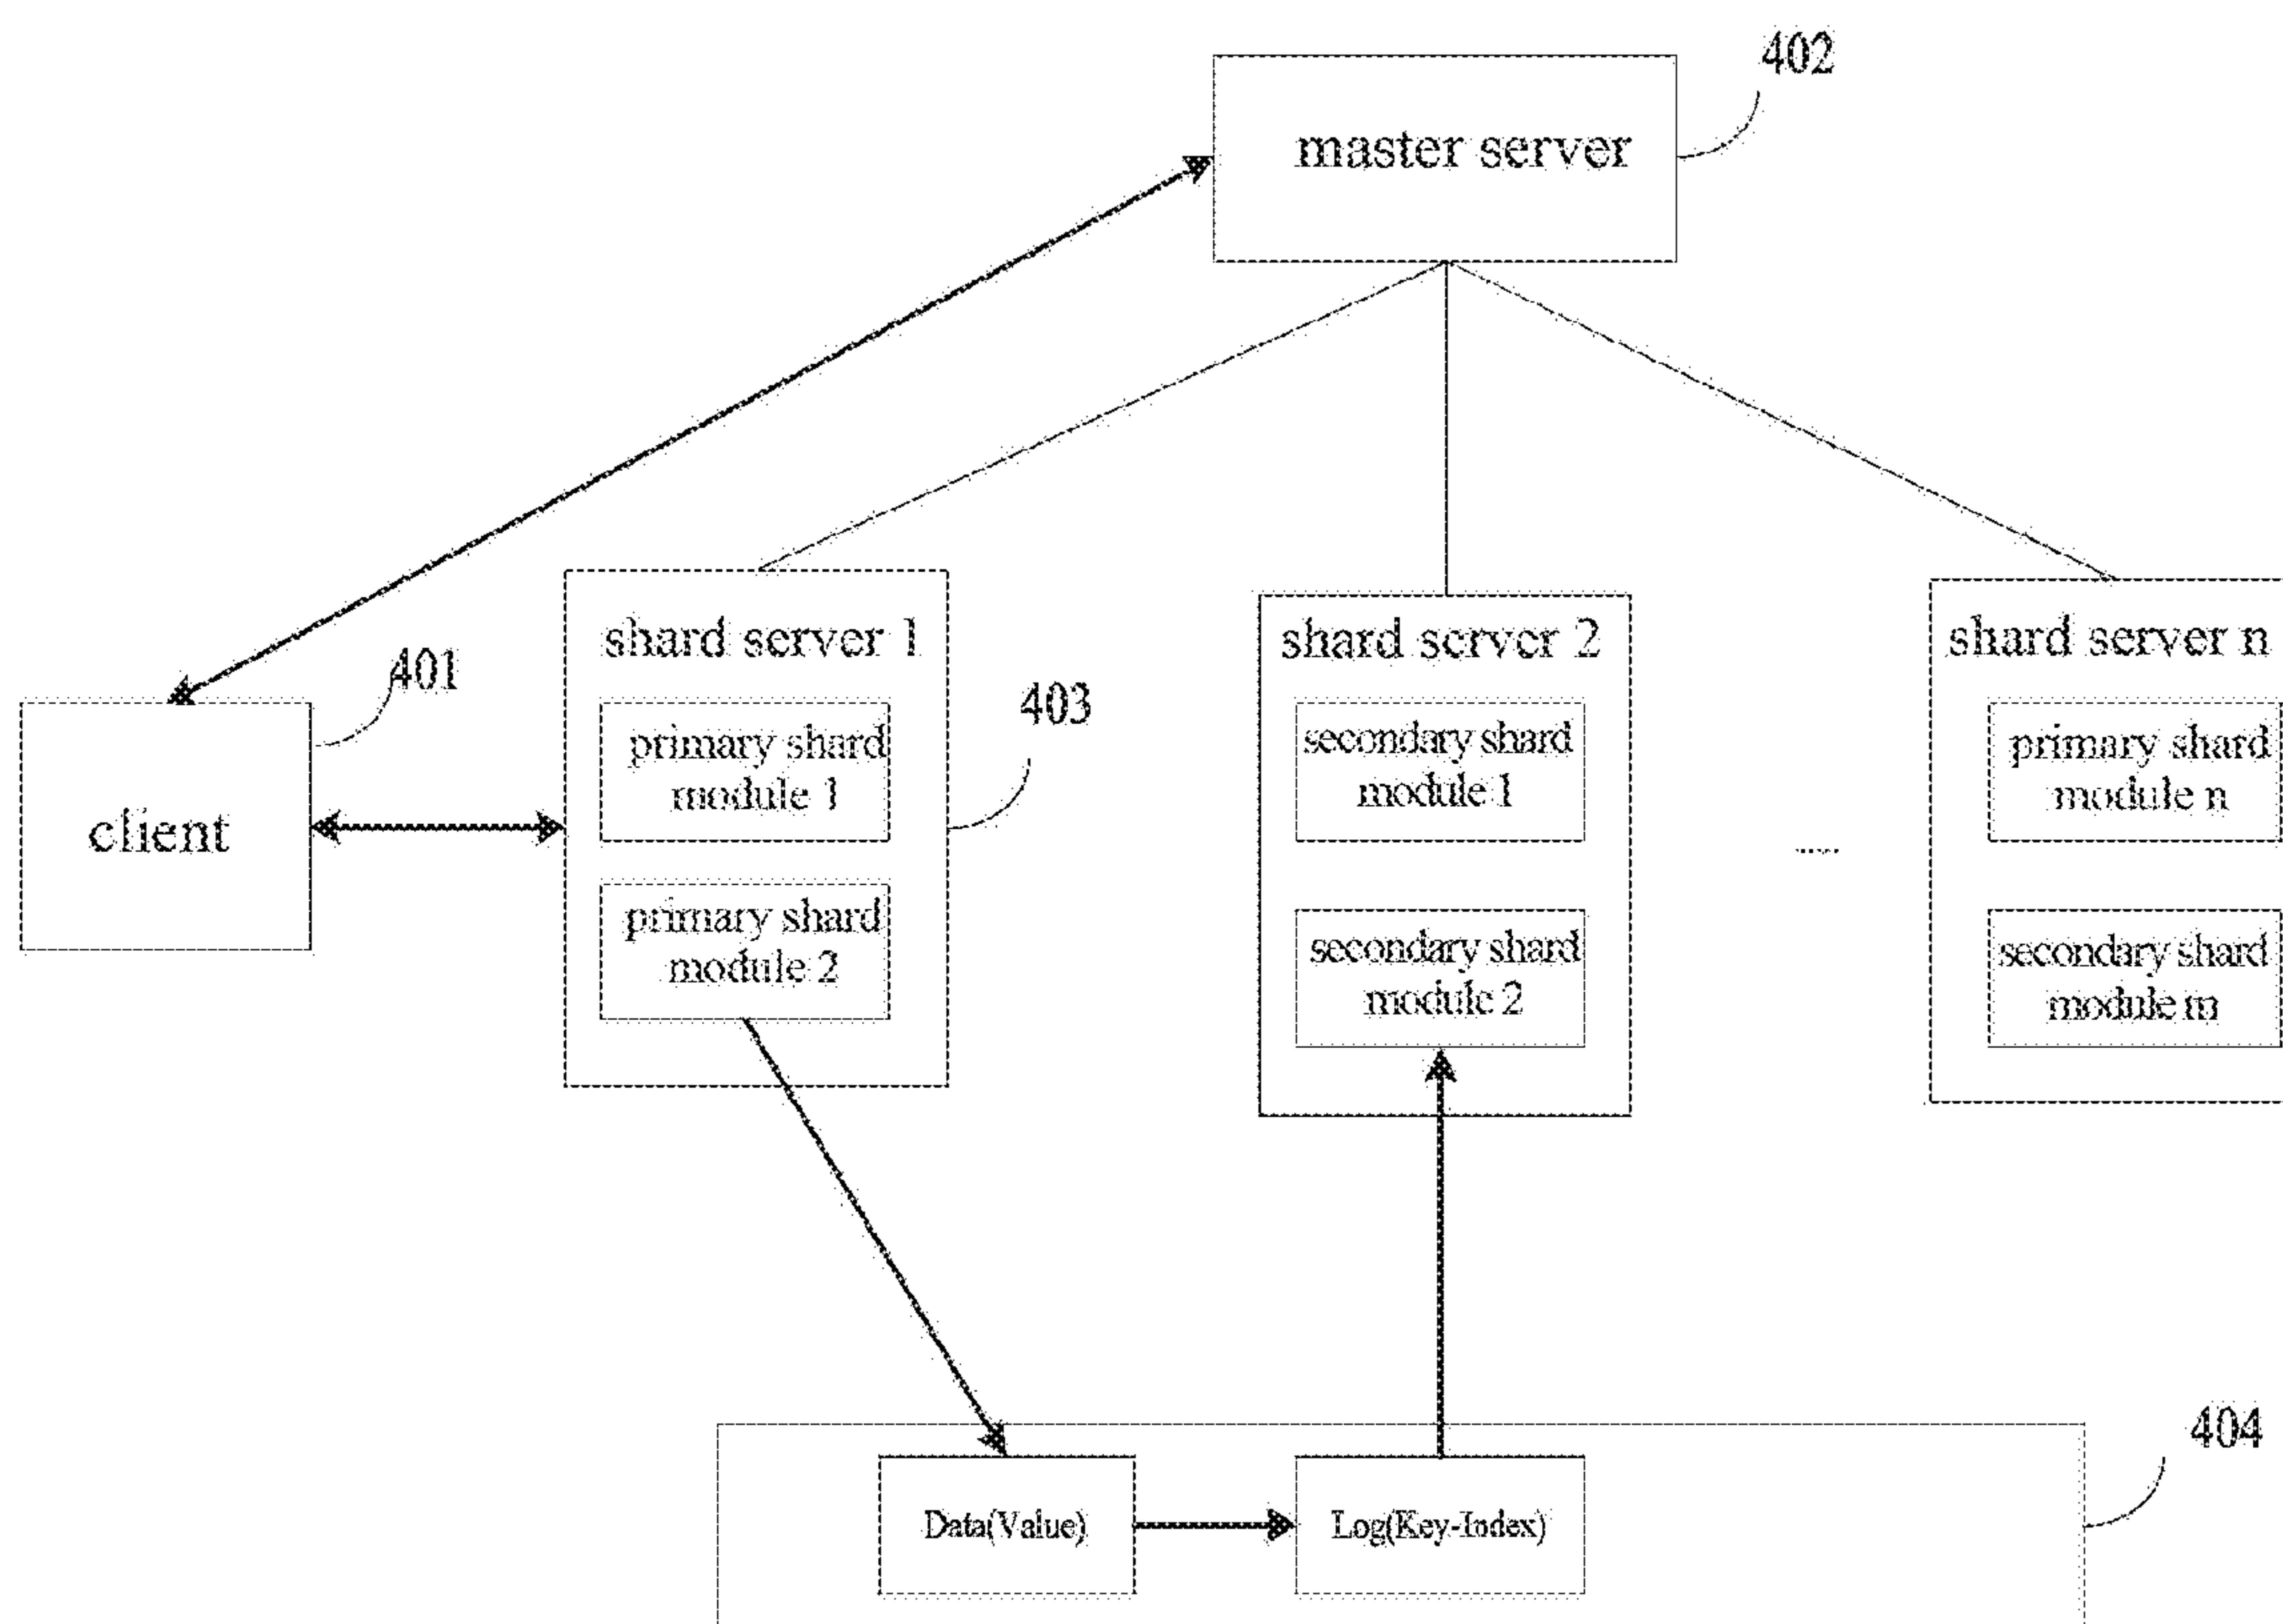 402
master server
shard server 1
shard server 2
shard server n
401
403
primary shard
module 1
secondary shard
module 1
primary shard
module n
client
.....
primary shard
module 2
secondary shard
module 2
secondary shard
module m
404
Data(Value)
Log(Key-Index)